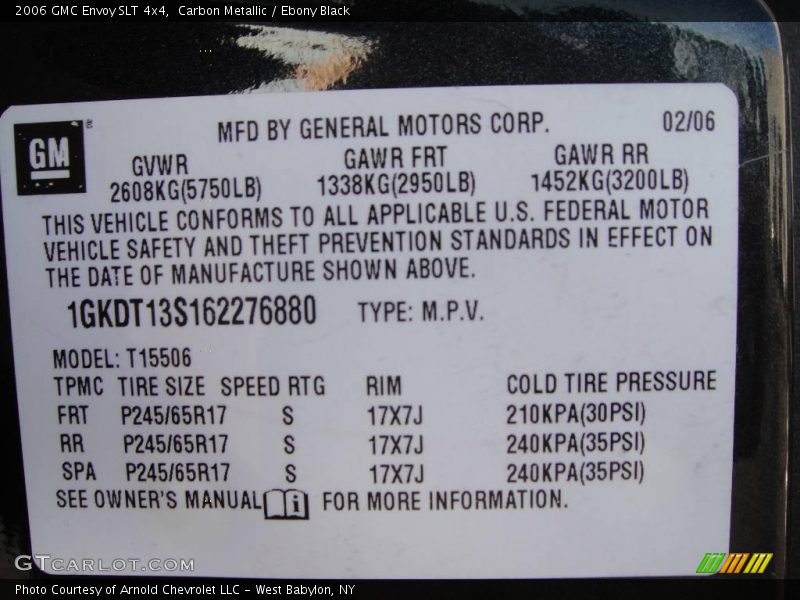 2006 GMC Envoy SLT 4x4,  Carbon Metallic / Ebony Black
GM
MFD BY GENERAL MOTORS CORP. 02/06
GVWR GAWR FRT GAWR RR
2608KG(5750LB) 1338KG(2950LB) 1452KG(3200LB)
THIS VEHICLE CONFORMS TO ALL APPLICABLE U.S. FEDERAL MOTOR
VEHICLE SAFETY AND THEFT PREVENTION STANDARDS IN EFFECT ON
THE DATE OF MANUFACTURE SHOWN ABOVE.
1GKDT13S162276880 TYPE: M.P.V.
MODEL: T15506
TPMC TIRE SIZE SPEED RTG RIM COLD TIRE PRESSURE
FRT P245/65R17 S 17X7J 210KPA(30PSI)
RR P245/65R17 S 17X7J 240KPA(35PSI)
SPA P245/65R17 S 17X7J 240KPA(35PSI)
SEE OWNER'S MANUAL i FOR MORE INFORMATION.
GTCARLOT.COM
Photo Courtesy of Arnold Chevrolet LLC - West Babylon, NY